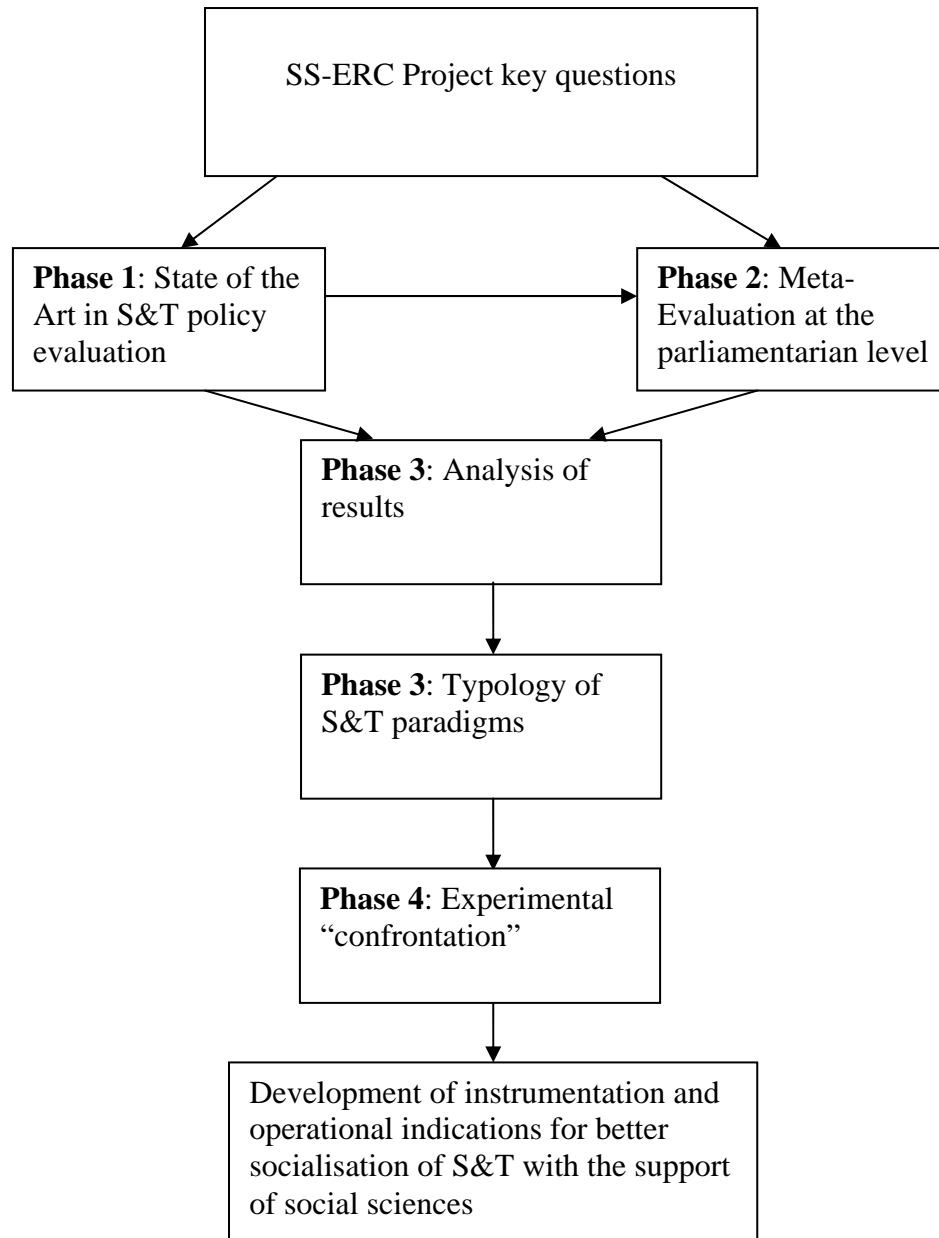 SS-ERC Project key questions
Phase 1: State of the
Art in S&T policy
evaluation
Phase 2: Meta-
Evaluation at the
parliamentarian level
Phase 3: Analysis of
results
Phase 3: Typology of
S&T paradigms
Phase 4: Experimental
“confrontation”
Development of instrumentation and
operational indications for better
socialisation of S&T with the support
of social sciences